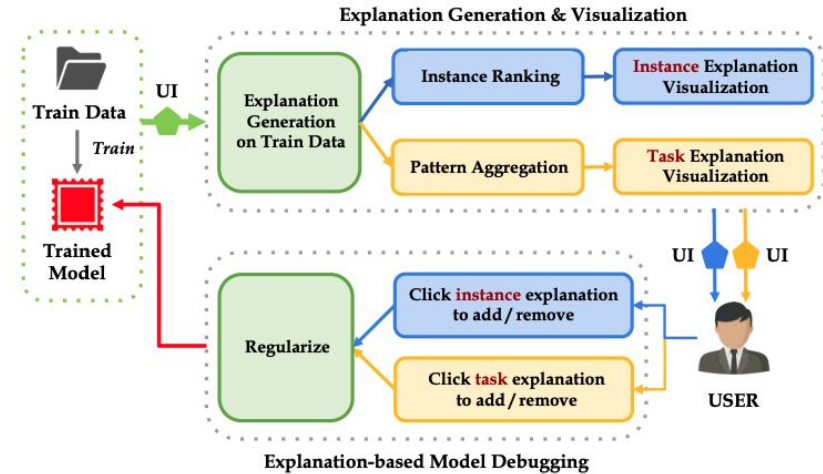 Explanation Generation & Visualization
Train Data
Train
Trained
Model
UI
Explanation
Generation
on Train Data
Instance Ranking
Instance Explanation
Visualization
Pattern Aggregation
Task Explanation
Visualization
UI
UI
USER
Click instance explanation
to add / remove
Click task explanation
to add / remove
Regularize
Explanation-based Model Debugging